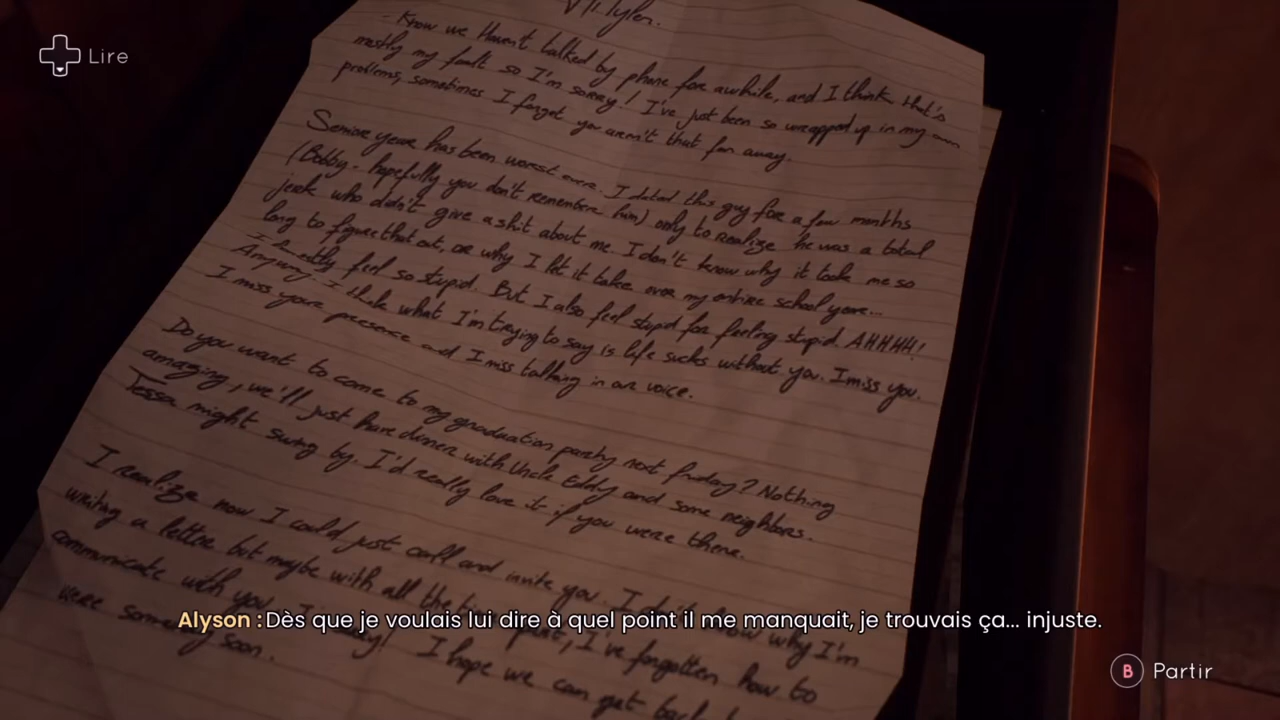 Tyler.
Lire
- Know we Haven't talked by phone for awhile, and I think that's
mostly my fault so I'm sorry! I've just been so wrapped up in my own
problems, sometimes I forget you aren't that far away.
Senior year has been worst ever. I dated this guy for a few months
(Bobby - hopefully you don't remember him) only to realize he was a total
jerk who didn't give a shit about me. I don't know why it took me so
long to figure that out, or why I let it take over my entire school year...
I honestly feel so stupid. But I also feel stupid for feeling stupid. AHHHH!
Anyway I think what I'm trying to say is life sucks without you. I miss you.
I miss your presence and I miss talking in our voice.
Do you want to come to my graduation party next friday? Nothing
amazing, we'll just have dinner with Uncle Eddy and some neighbors.
Tessa might swing by. I'd really love it if you were there.
I realize now I could just call and invite you. I don't know why I'm
writing a letter but maybe with all the time past, I've forgotten how to
communicate with you. I'm sorry! I hope we can get back
were someday soon.
Alyson : Dès que je voulais lui dire à quel point il me manquait, je trouvais ça... injuste.
B Partir